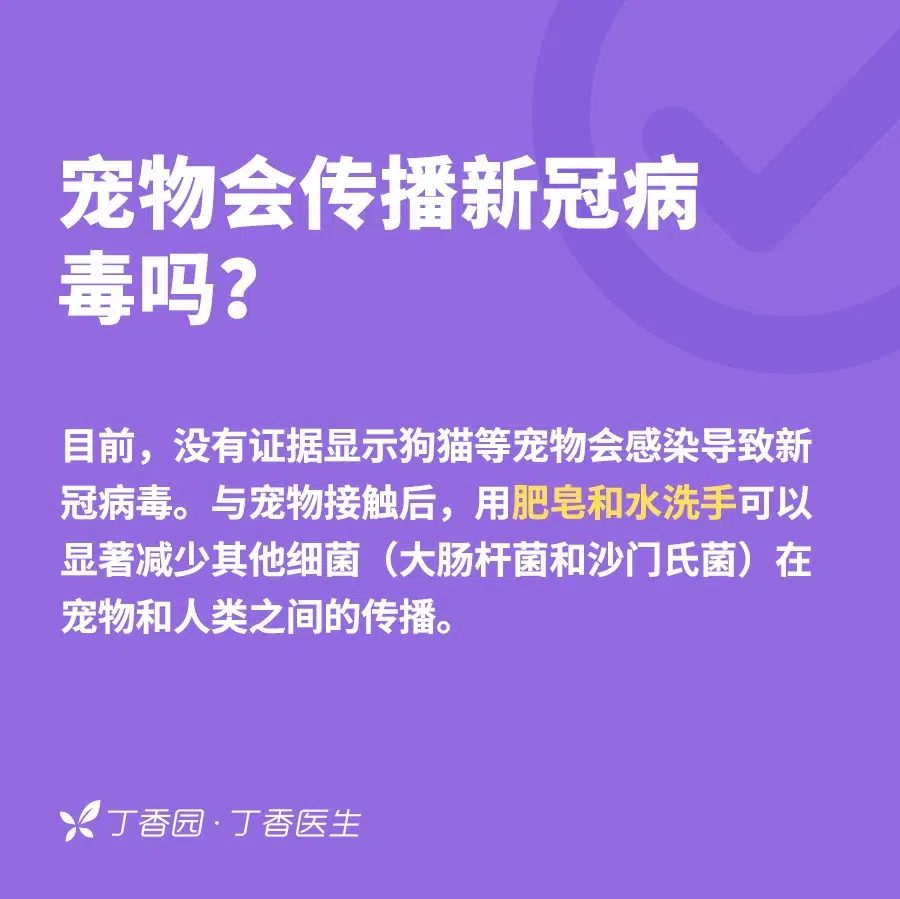 宠物会传播新冠病
毒吗?
目前，没有证据显示狗猫等宠物会感染导致新
冠病毒。与宠物接触后，用肥皂和水洗手可以
显著减少其他细菌（大肠杆菌和沙门氏菌）在
宠物和人类之间的传播。
丁香园·丁香医生